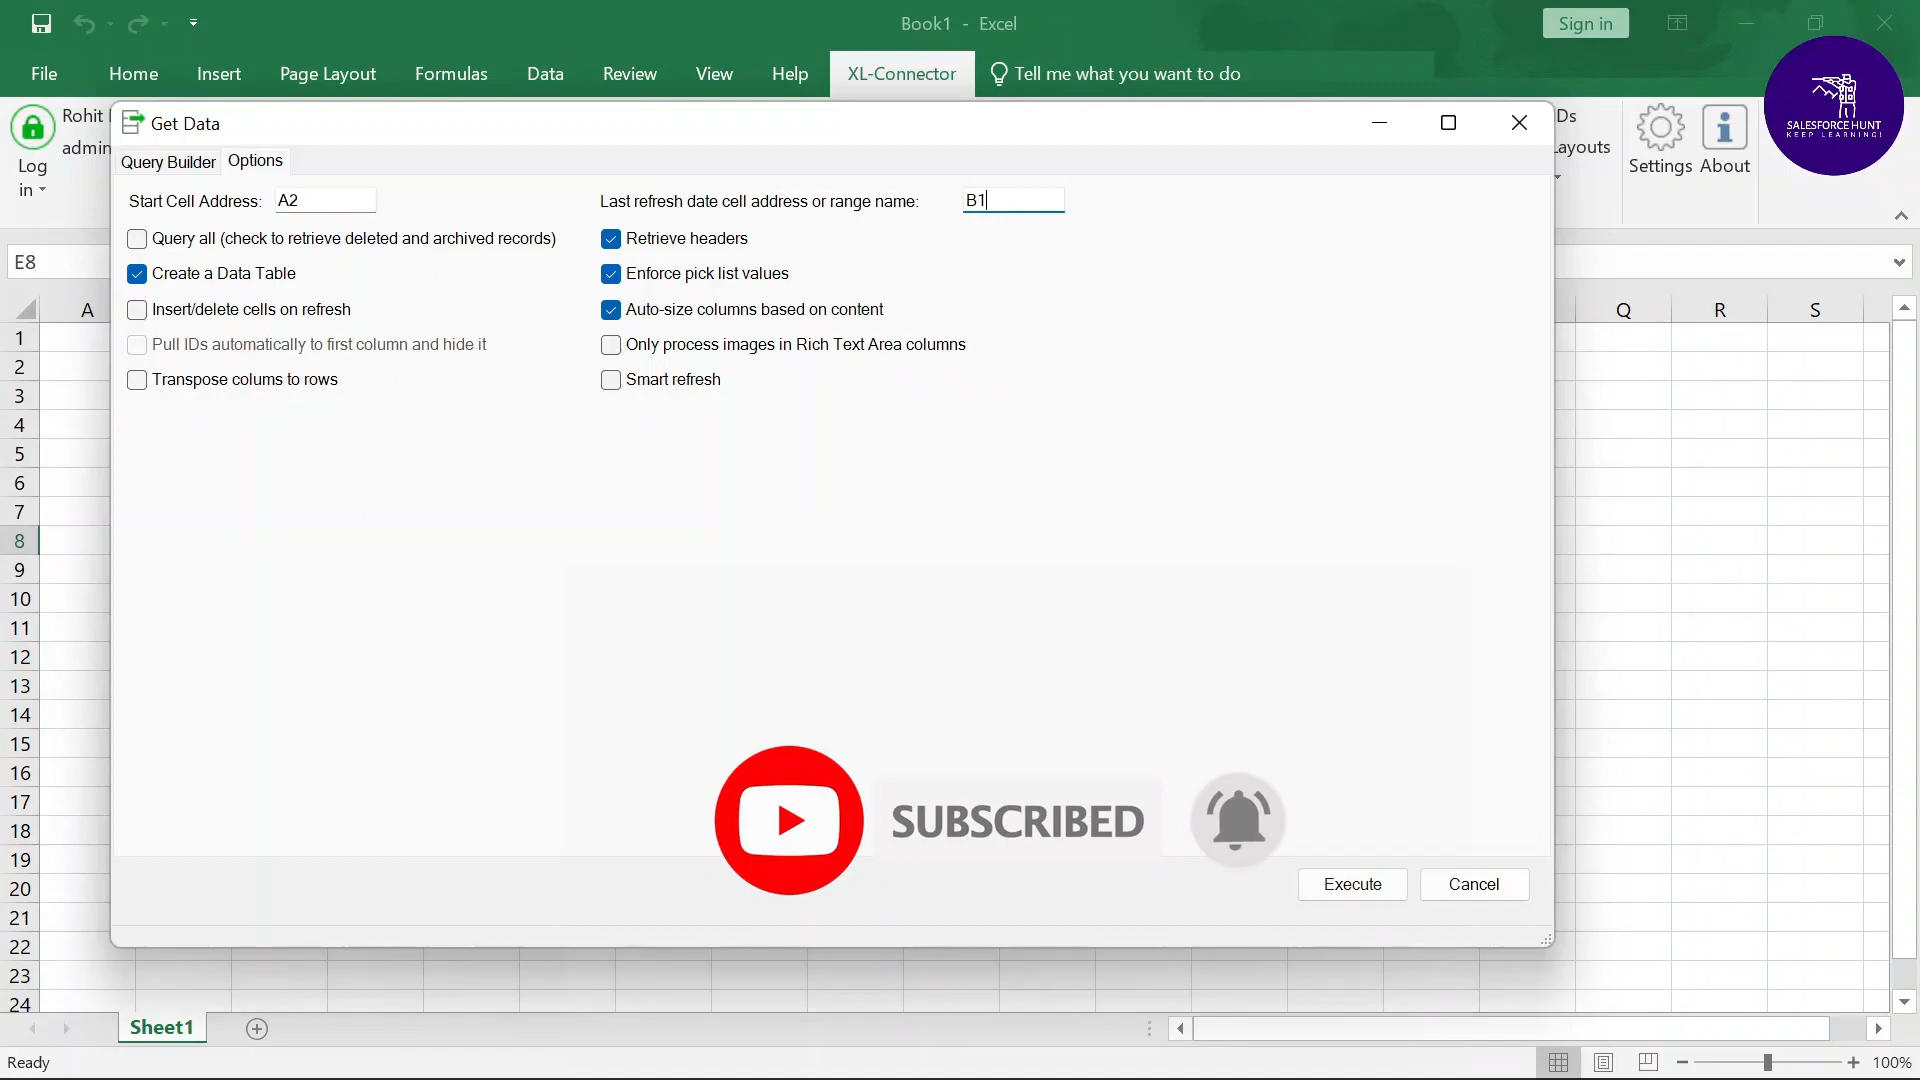 Book1 - Excel
Sign in
File Home Insert Page Layout Formulas Data Review View Help XL-Connector Tell me what you want to do
SALESFORCE HUNT
KEEP LEARNING!
Rohit
admin
Log
in
Get Data
Ds
Layouts
Settings About
Query Builder Options
Start Cell Address: A2 Last refresh date cell address or range name: B1
Query all (check to retrieve deleted and archived records) Retrieve headers
E8
Create a Data Table Enforce pick list values
Insert/delete cells on refresh Auto-size columns based on content
A Q R S
Pull IDs automatically to first column and hide it Only process images in Rich Text Area columns
Transpose colums to rows Smart refresh
1
2
3
4
5
6
7
8
9
10
11
12
13
14
15
16
17
18
19
20
21
22
23
24
SUBSCRIBED
Execute Cancel
Sheet1
Ready 100%